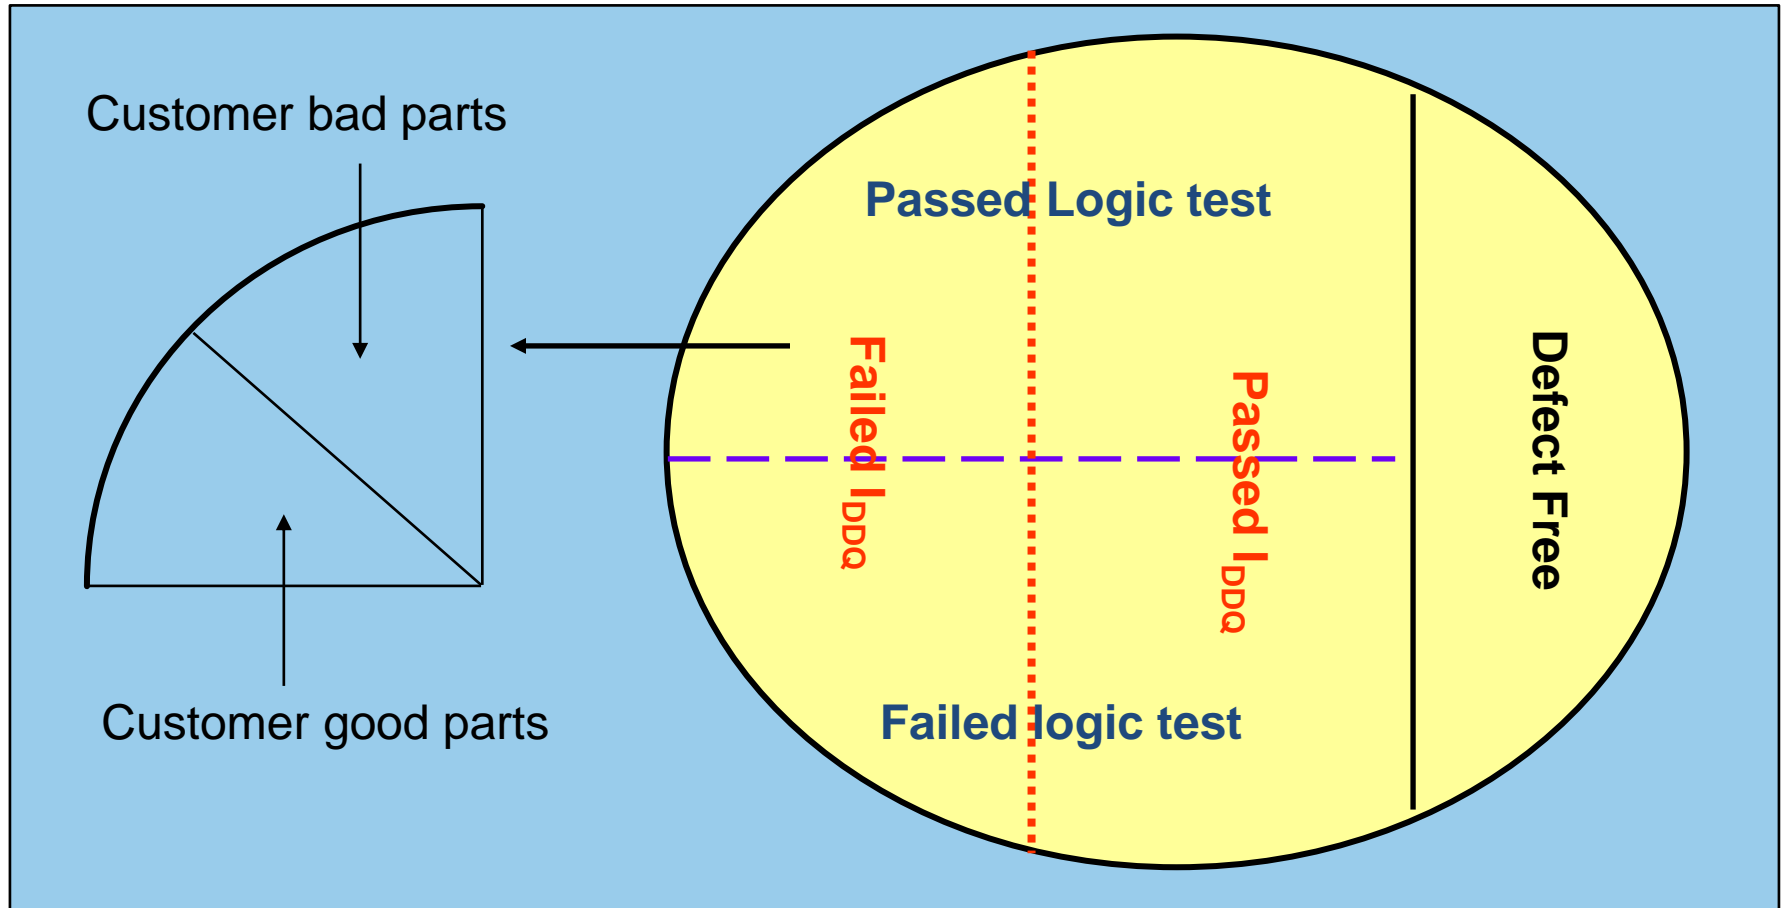 Customer bad parts
Passed Logic test
Failed IDDQ
Passed IDDQ
Defect Free
Customer good parts
Failed logic test